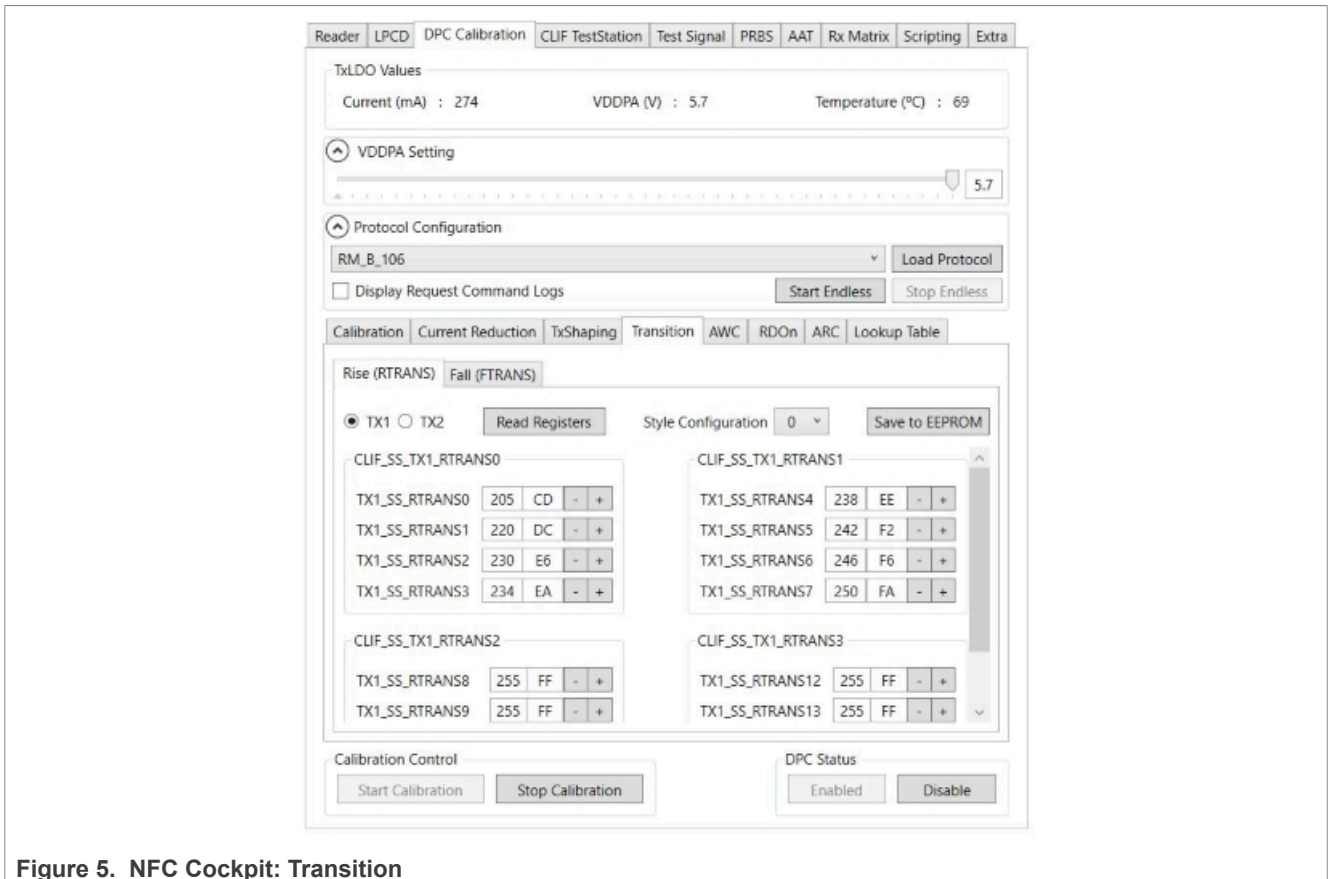 Reader LPCD DPC Calibration CLIF TestStation Test Signal PRBS AAT Rx Matrix Scripting Extra
TxLDO Values
Current (mA) : 274 VDDPA (V) : 5.7 Temperature (ºC) : 69
VDDPA Setting
5.7
Protocol Configuration
RM_B_106 Load Protocol
Display Request Command Logs Start Endless Stop Endless
Calibration Current Reduction TxShaping Transition AWC RDOn ARC Lookup Table
Rise (RTRANS) Fall (FTRANS)
TX1 TX2 Read Registers Style Configuration 0 Save to EEPROM
CLIF_SS_TX1_RTRANS0 CLIF_SS_TX1_RTRANS1
TX1_SS_RTRANS0 205 CD - + TX1_SS_RTRANS4 238 EE - +
TX1_SS_RTRANS1 220 DC - + TX1_SS_RTRANS5 242 F2 - +
TX1_SS_RTRANS2 230 E6 - + TX1_SS_RTRANS6 246 F6 - +
TX1_SS_RTRANS3 234 EA - + TX1_SS_RTRANS7 250 FA - +
CLIF_SS_TX1_RTRANS2 CLIF_SS_TX1_RTRANS3
TX1_SS_RTRANS8 255 FF - + TX1_SS_RTRANS12 255 FF - +
TX1_SS_RTRANS9 255 FF - + TX1_SS_RTRANS13 255 FF - +
Calibration Control DPC Status
Start Calibration Stop Calibration Enabled Disable
Figure 5. NFC Cockpit: Transition